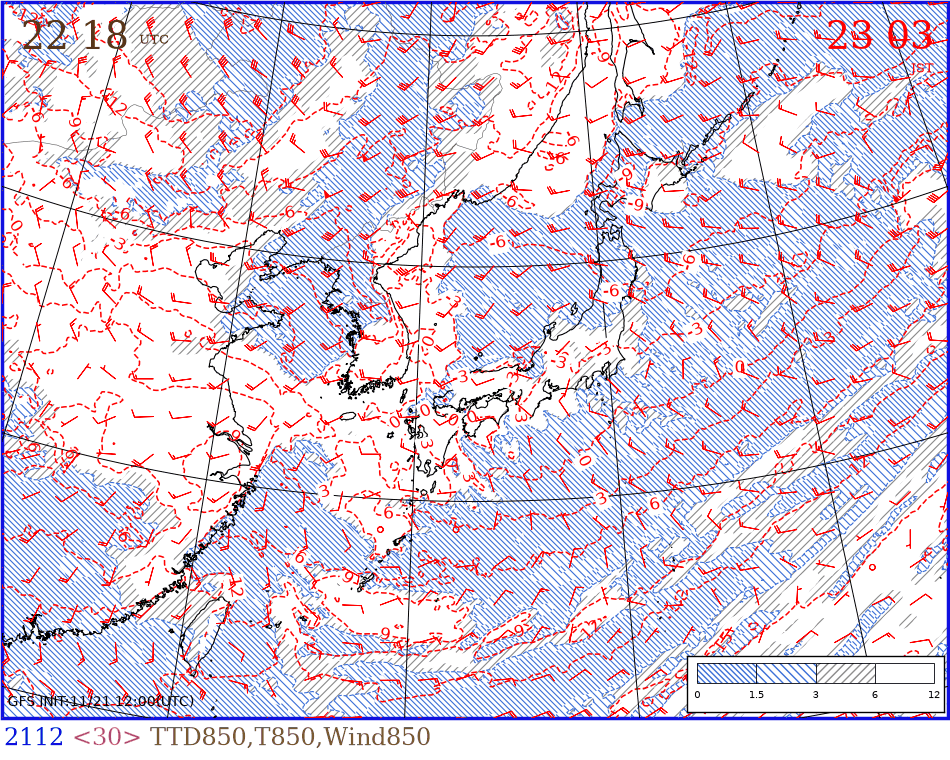 22 18 UTC
23 03
JST
GFS INIT:11/21-12:00(UTC)
0 1.5 3 6 12
2112 <30> TTD850,T850,Wind850